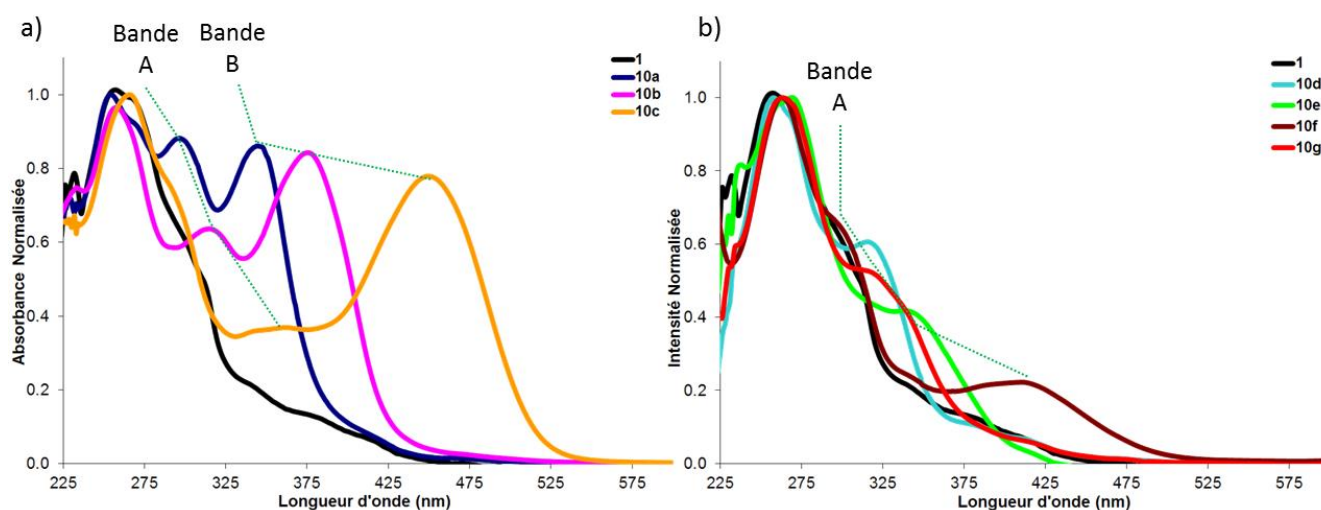 a)
Bande
A
Bande
B
1
10a
10b
10c
1.0
0.8
0.6
0.4
0.2
0.0
Absorbance Normalisée
225
275
325
375
425
475
525
575
Longueur d'onde (nm)
b)
Bande
A
1
10d
10e
10f
10g
1.0
0.8
0.6
0.4
0.2
0.0
Intensité Normalisée
225
275
325
375
425
475
525
575
Longueur d'onde (nm)